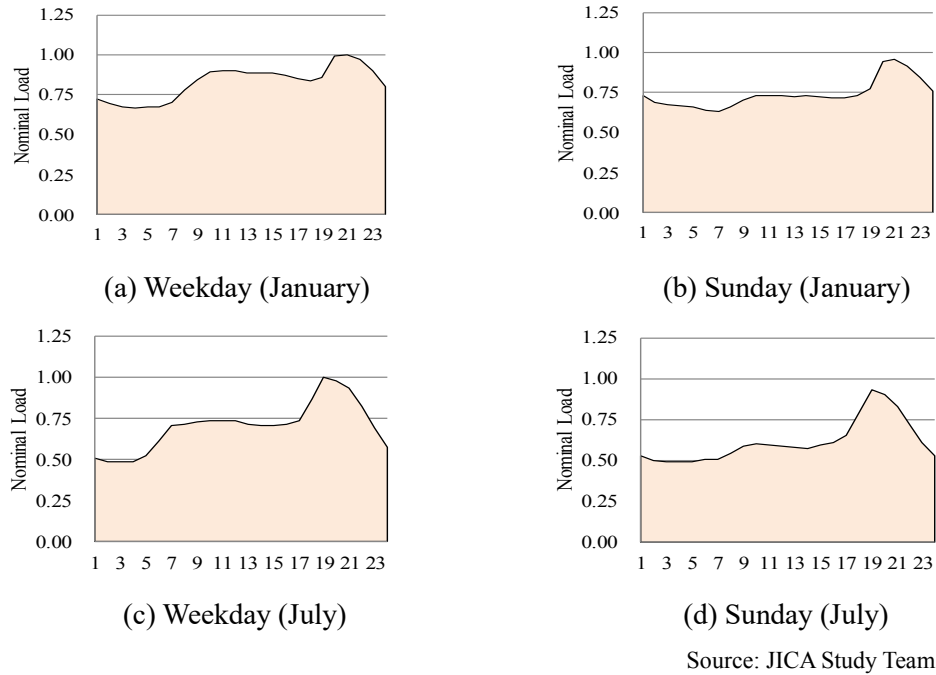 1.25
1.00
0.75
0.50
0.25
0.00
Nominal Load
1 3 5 7 9 11 13 15 17 19 21 23
(a) Weekday (January)
1.25
1.00
0.75
0.50
0.25
0.00
Nominal Load
1 3 5 7 9 11 13 15 17 19 21 23
(b) Sunday (January)
1.25
1.00
0.75
0.50
0.25
0.00
Nominal Load
1 3 5 7 9 11 13 15 17 19 21 23
(c) Weekday (July)
1.25
1.00
0.75
0.50
0.25
0.00
Nominal Load
1 3 5 7 9 11 13 15 17 19 21 23
(d) Sunday (July)
Source: JICA Study Team